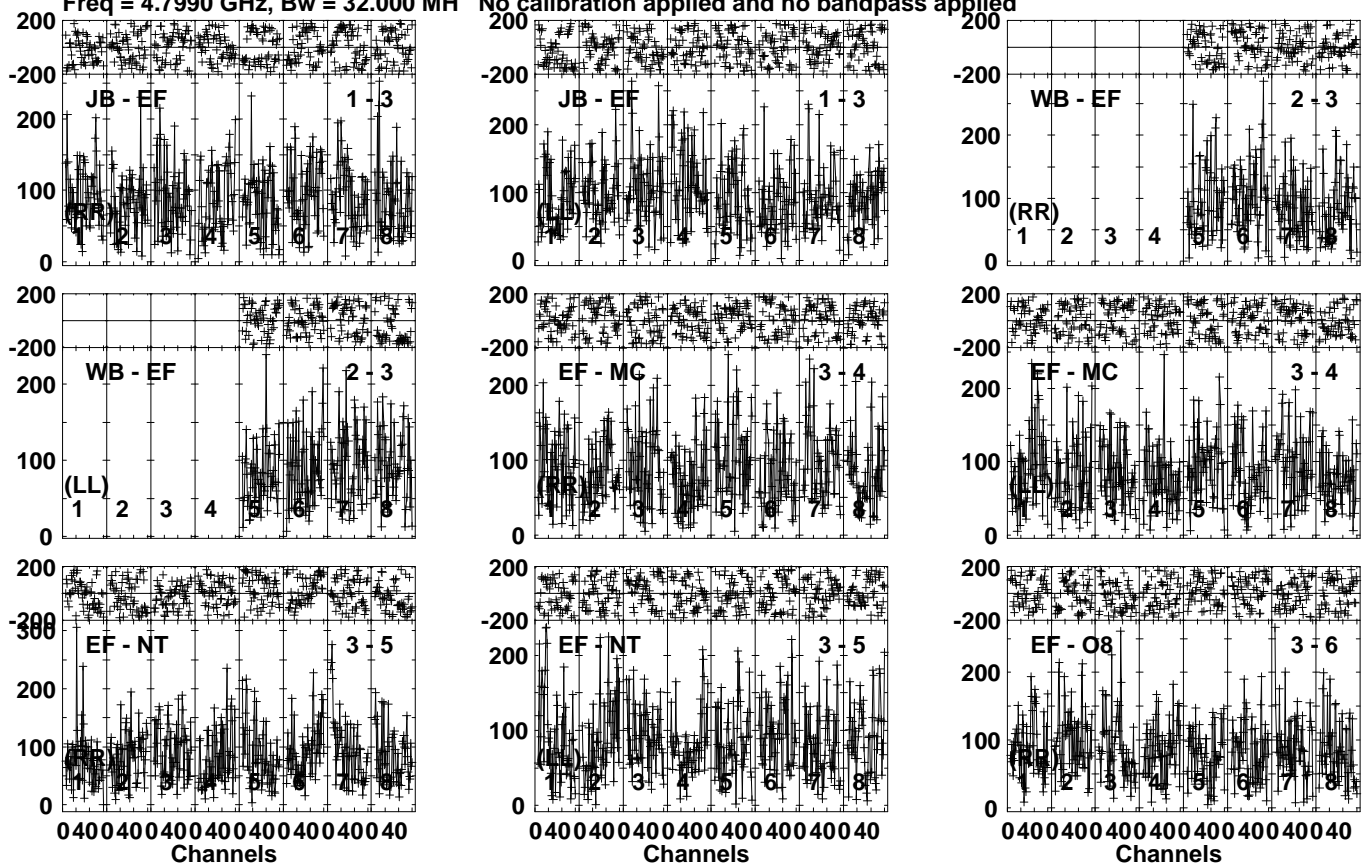 Freq = 4.7990 GHz, Bw = 32.000 MH No calibration applied and no bandpass applied
200 200 200
-200 -200 -200
JB - EF 1 - 3 JB - EF 1 - 3 WB - EF 2 - 3
200 200 200
100 100 100
(RR) (LL) (RR)
1 2 3 4 5 6 7 8 1 2 3 4 5 6 7 8 1 2 3 4 5 6 7 8
0 0 0
200 200 200
-200 -200 -200
WB - EF 2 - 3 EF - MC 3 - 4 EF - MC 3 - 4
200 200 200
100 100 100
(LL) (RR) (LL)
1 2 3 4 5 6 7 8 1 2 3 4 5 6 7 8 1 2 3 4 5 6 7 8
0 0 0
200 200 200
-200 -200 -200
300
EF - NT 3 - 5 EF - NT 3 - 5 EF - O8 3 - 6
200 200 200
100 100 100
(RR) (LL) (RR)
1 2 3 4 5 6 7 8 1 2 3 4 5 6 7 8 1 2 3 4 5 6 7 8
0 0 0
0 40 0 40 0 40 0 40 0 40 0 40 0 40 0 40 0 40 0 40 0 40 0 40 0 40 0 40 0 40 0 40 0 40 0 40 0 40 0 40 0 40 0 40 0 40 0 40
Channels Channels Channels